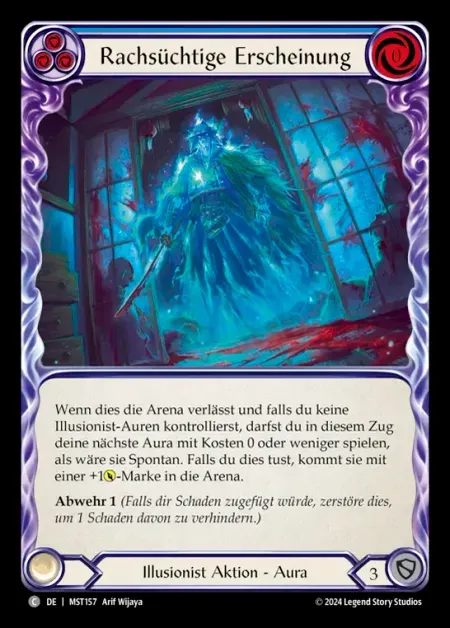 Rachsüchtige Erscheinung
0
Wenn dies die Arena verlässt und falls du keine
Illusionist-Auren kontrollierst, darfst du in diesem Zug
deine nächste Aura mit Kosten 0 oder weniger spielen,
als wäre sie Spontan. Falls du dies tust, kommt sie mit
einer +1-Marke in die Arena.
Abwehr 1 (Falls dir Schaden zugefügt würde, zerstöre dies,
um 1 Schaden davon zu verhindern.)
Illusionist Aktion - Aura
3
C DE | MST157 Arif Wijaya
© 2024 Legend Story Studios